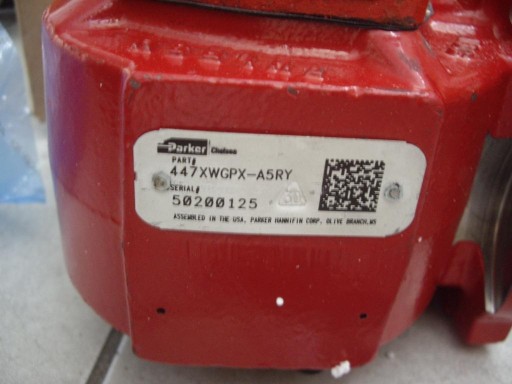 Parker Chelsea
PART#
447XWGPX-A5RY
SERIAL#
50200125
ASSEMBLED IN THE USA, PARKER HANNIFIN CORP. OLIVE BRANCH,MS